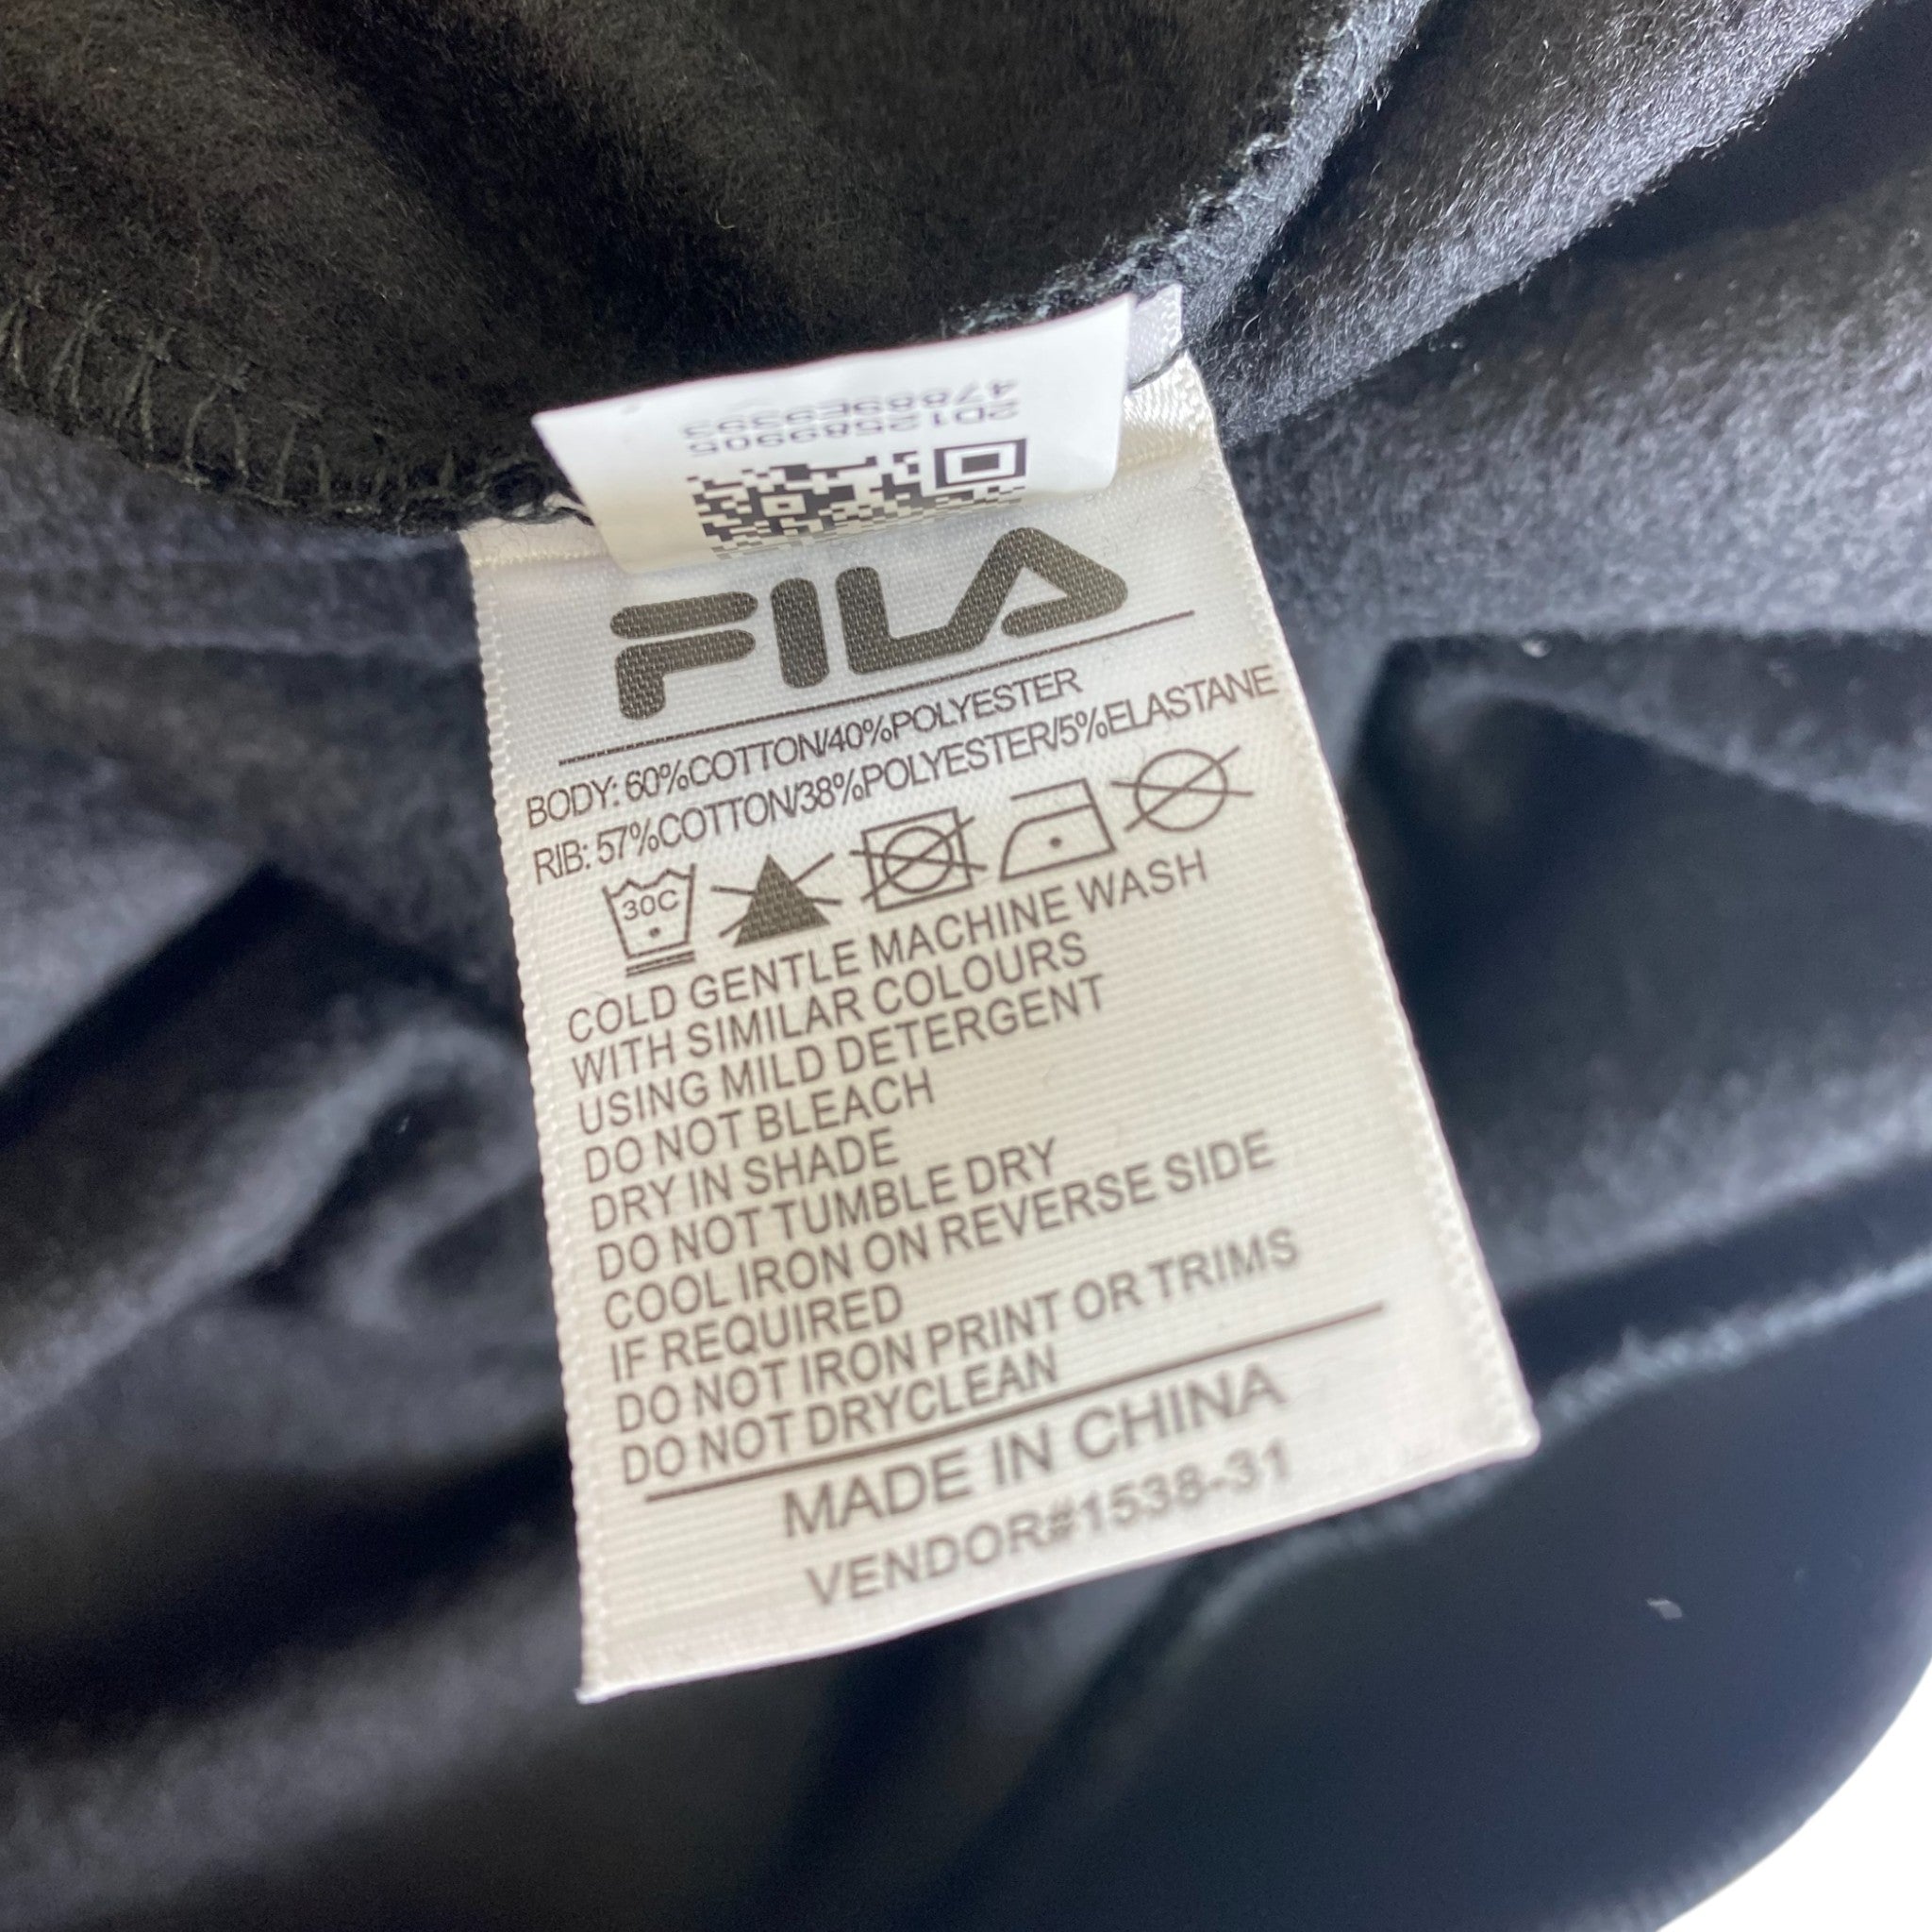 2D12589905
47889E9393
FILA
BODY: 60%COTTON/40%POLYESTER
RIB: 57%COTTON/38%POLYESTER/5%ELASTANE
30C
COLD GENTLE MACHINE WASH
WITH SIMILAR COLOURS
USING MILD DETERGENT
DO NOT BLEACH
DRY IN SHADE
DO NOT TUMBLE DRY
COOL IRON ON REVERSE SIDE
IF REQUIRED
DO NOT IRON PRINT OR TRIMS
DO NOT DRYCLEAN
MADE IN CHINA
VENDOR#1538-31